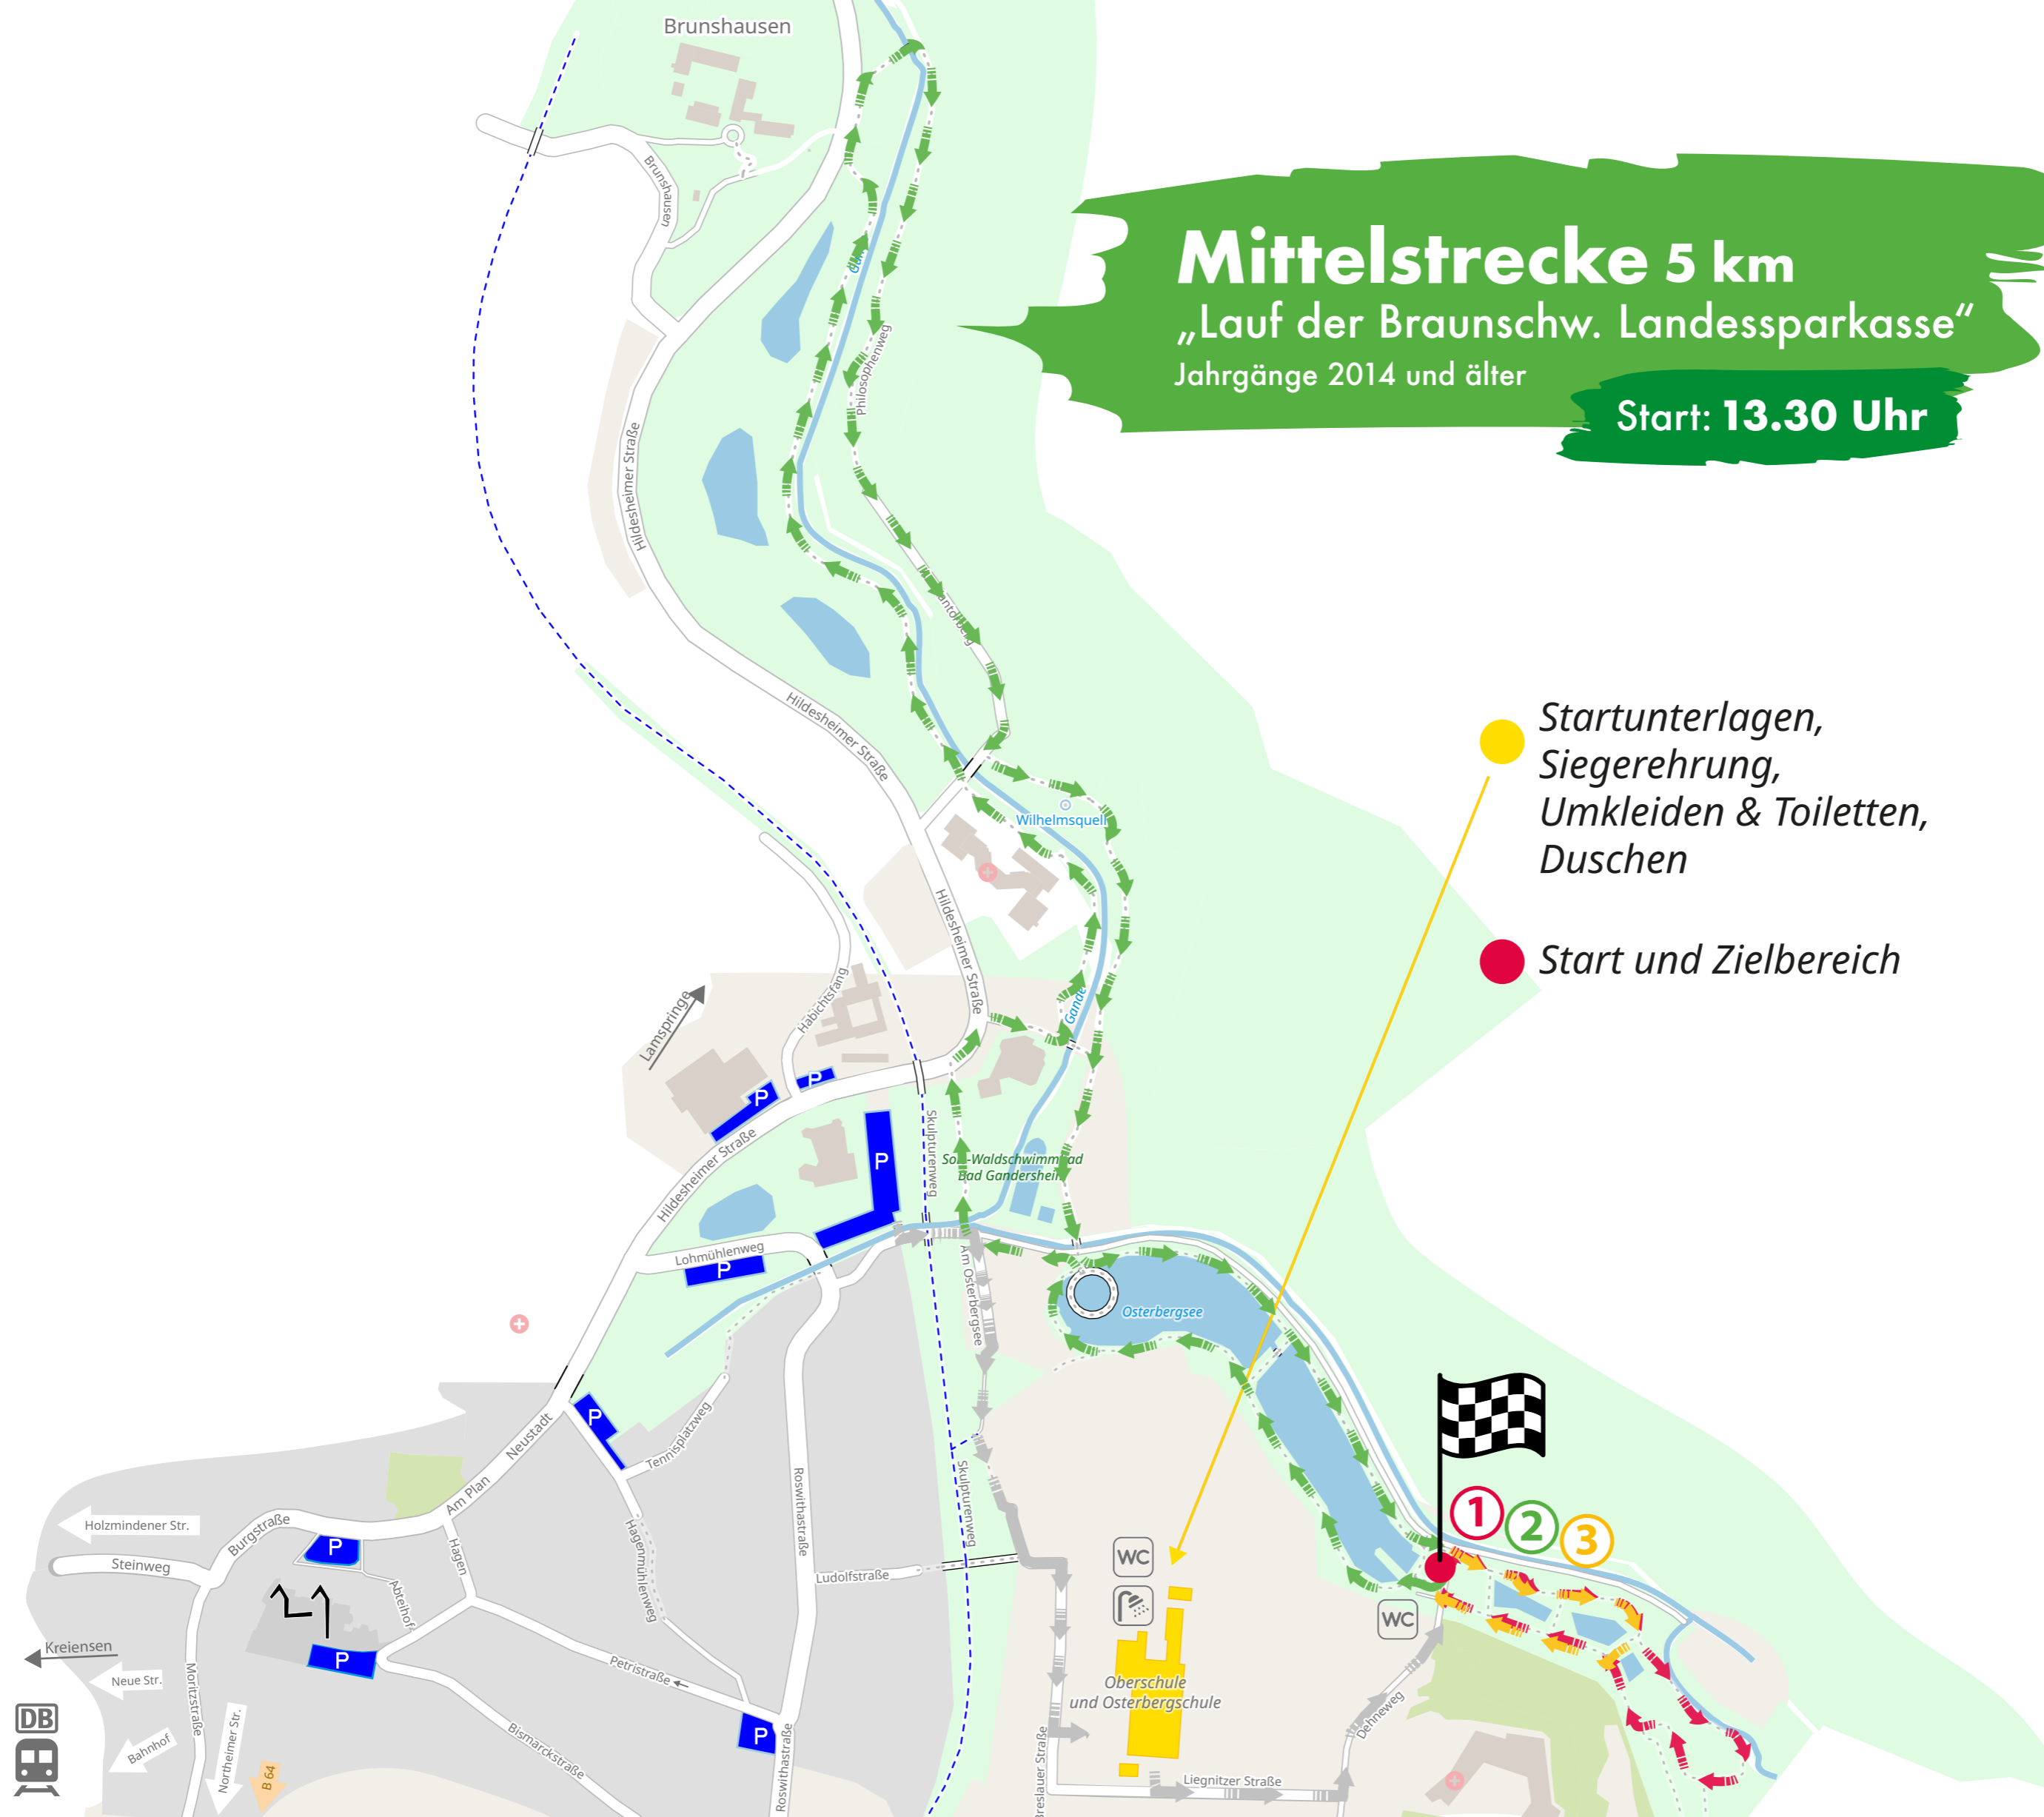 Brunshausen
Brunshausen
Mittelstrecke 5 km
„Lauf der Braunschw. Landessparkasse“
Jahrgänge 2014 und älter
Start: 13.30 Uhr
Philosophenweg
Hildesheimer Straße
Hildesheimer Straße
Startunterlagen,
Siegerehrung,
Umkleiden & Toiletten,
Duschen
Start und Zielbereich
Wilhelmsquell
Hildesheimer Straße
Gande
Habichtsfang
Lamspringe
P
P
P
Hildesheimer Straße
Skulpturenweg
Bad Gandersheim
Lohmühlenweg
P
Am Osterbergsee
Osterbergsee
P
Neustadt
Tennisplatzweg
Am Plan
Roswithastraße
Skulpturenweg
1
2
3
Holzmindener Str.
Burgstraße
P
Steinweg
Hagen
Hagenmühlenweg
Abteihof
Ludolfstraße
WC
WC
Kreiensen
P
Neue Str.
Moritzstraße
Petristraße
Oberschule
und Osterbergschule
Dehneweg
DB
Bahnhof
Northeimer Str.
B 64
Bismarckstraße
P
Roswithastraße
Breslauer Straße
Liegnitzer Straße